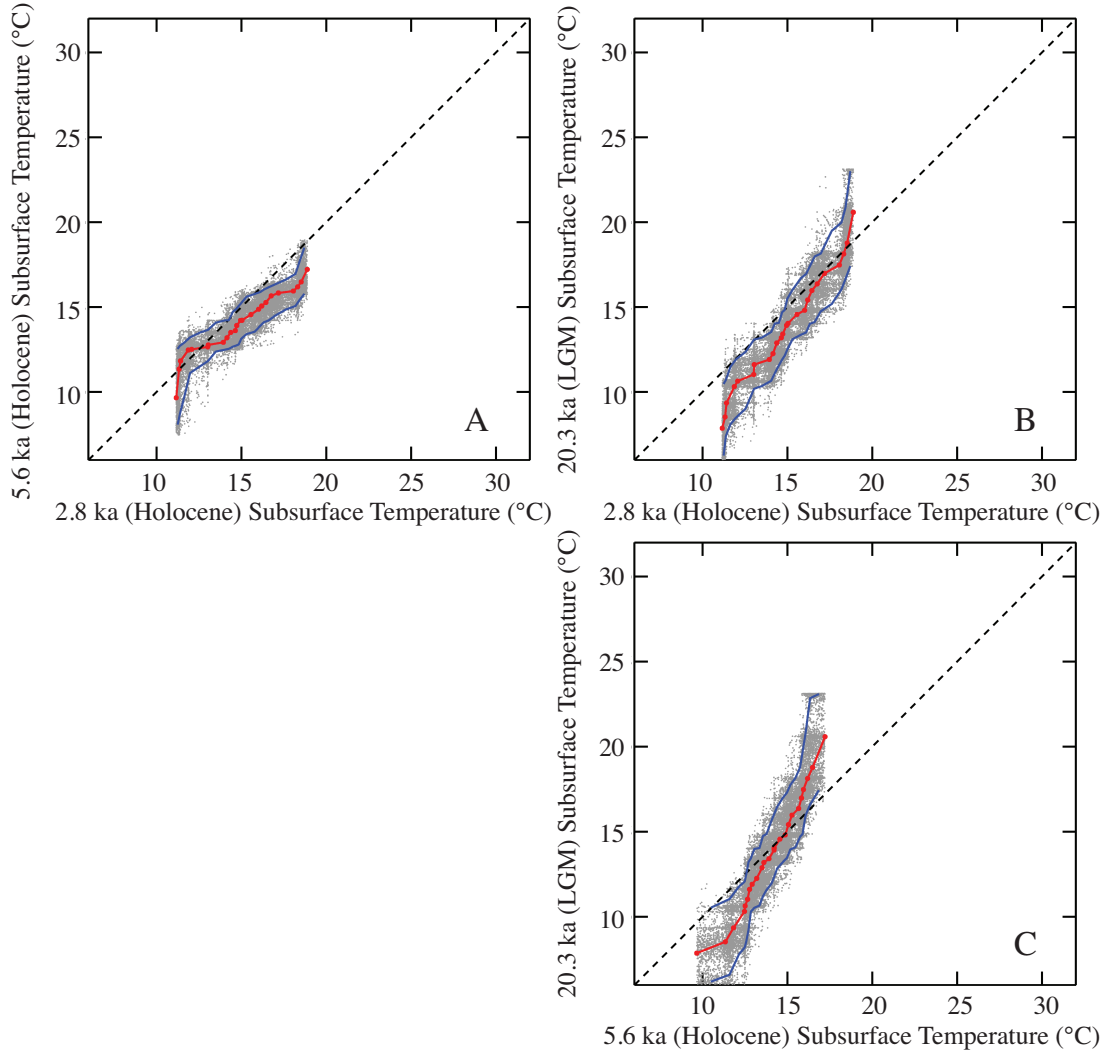 5.6 ka (Holocene) Subsurface Temperature (°C)
30
25
20
15
10
A
10 15 20 25 30
2.8 ka (Holocene) Subsurface Temperature (°C)
20.3 ka (LGM) Subsurface Temperature (°C)
30
25
20
15
10
B
10 15 20 25 30
2.8 ka (Holocene) Subsurface Temperature (°C)
20.3 ka (LGM) Subsurface Temperature (°C)
30
25
20
15
10
C
10 15 20 25 30
5.6 ka (Holocene) Subsurface Temperature (°C)